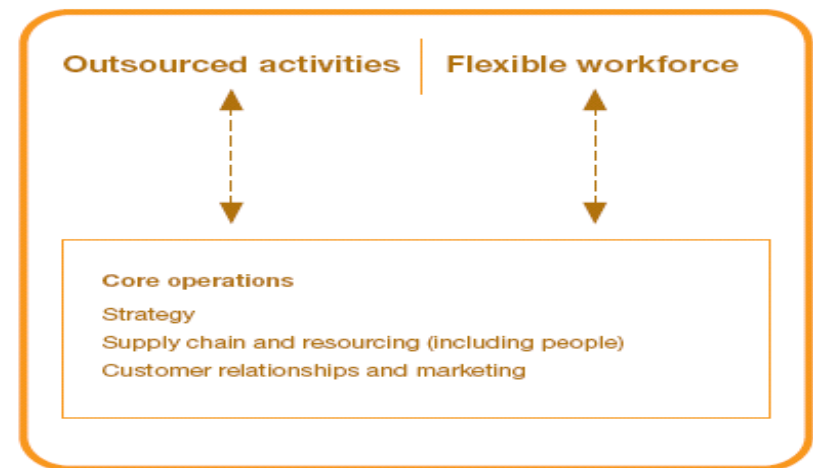 Outsourced activities
Flexible workforce
Core operations
Strategy
Supply chain and resourcing (including people)
Customer relationships and marketing